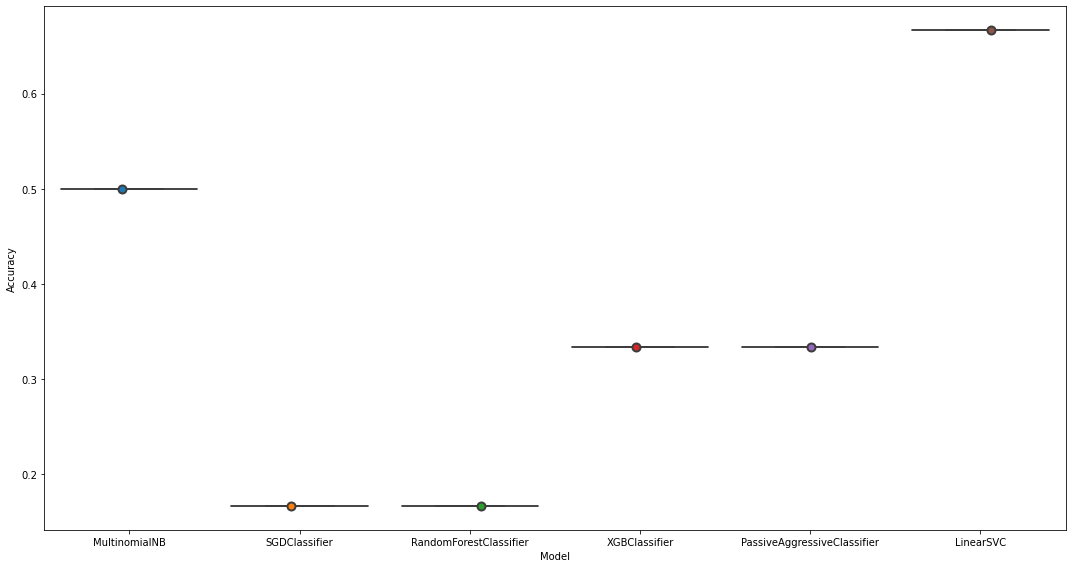 Accuracy
0.6
0.5
0.4
0.3
0.2
MultinomialNB
SGDClassifier
RandomForestClassifier
XGBClassifier
PassiveAggressiveClassifier
LinearSVC
Model